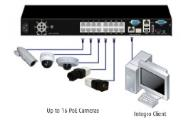 Up to 16 PoE Cameras
Integra Client